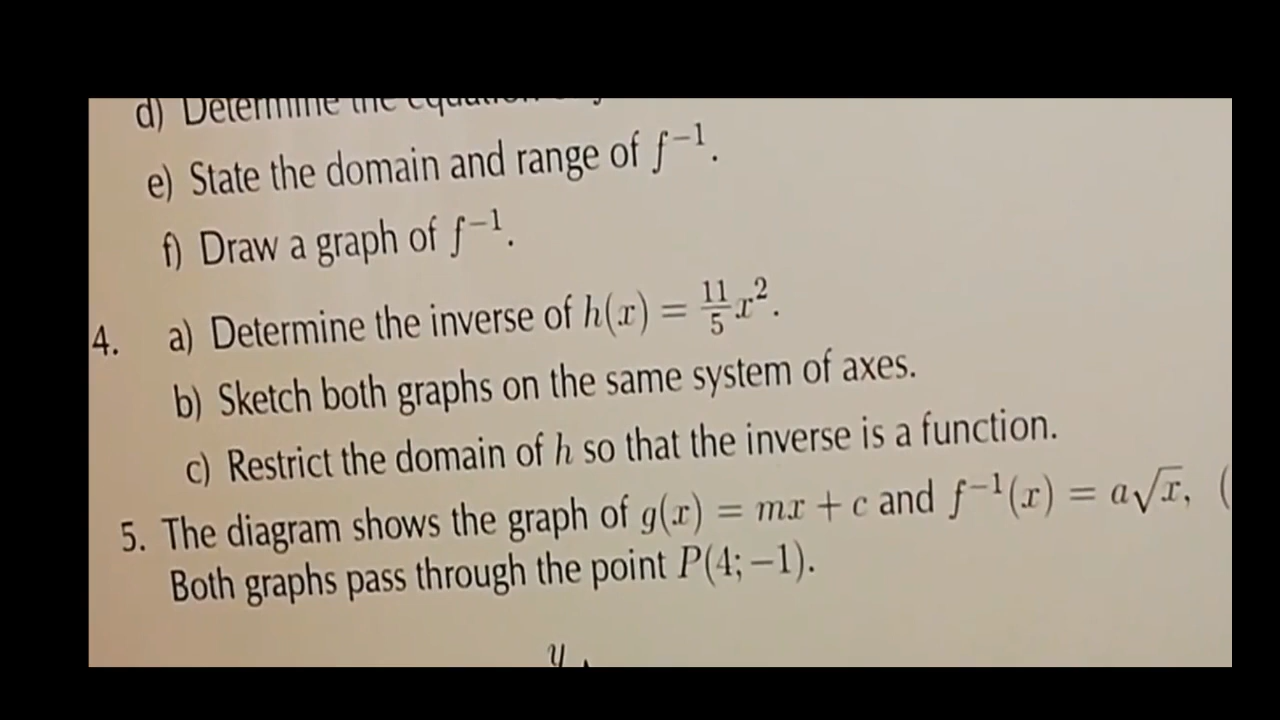 d) Determine the
e) State the domain and range of f⁻¹.
f) Draw a graph of f⁻¹.
4. a) Determine the inverse of h(x) = 11/5 x².
b) Sketch both graphs on the same system of axes.
c) Restrict the domain of h so that the inverse is a function.
5. The diagram shows the graph of g(x) = mx + c and f⁻¹(x) = a√x, (
Both graphs pass through the point P(4; −1).
y